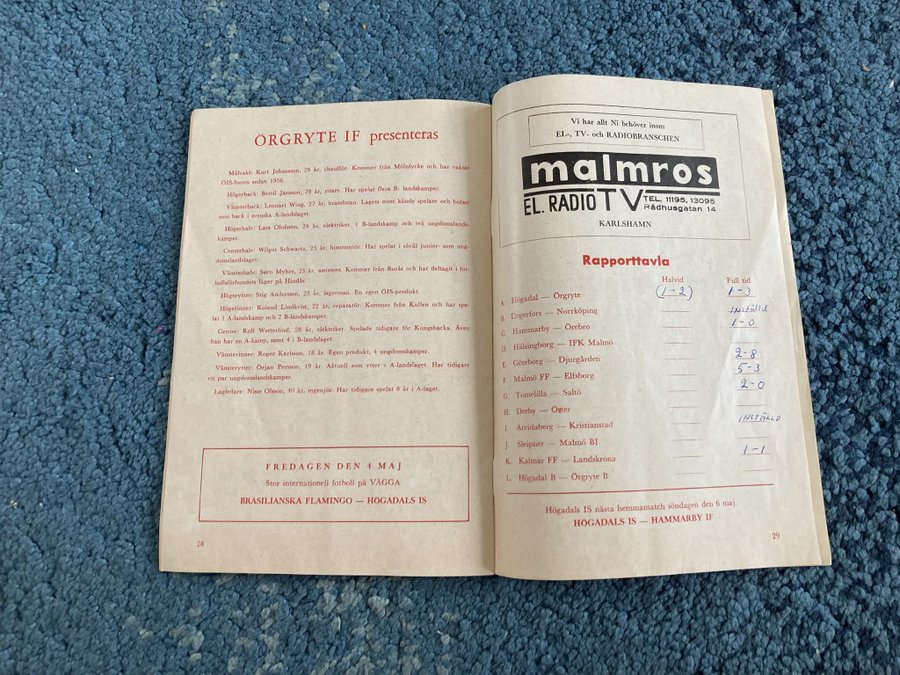 ÖRGRYTE IF presenteras
Målvakt: Kurt Johansson, 29 år, chaufför. Kommer från Mölnlycke och har vaktat
ÖIS-buren sedan 1956.
Högerback: Bertil Jansson, 29 år, ritare. Har spelat flera B- landskamper.
Vänsterback: Lennart Wing, 27 år, brandman. Lagets mest kände spelare och bofast
som back i svenska A-landslaget.
Högerhalv: Lars Olofsson, 24 år, elektriker. 1 B-landskamp och två ungdomslands-
kamper.
Centerhalv: Wilgot Schwartz, 25 år, hissmontör. Har spelat i såväl junior- som ung-
domslandslaget.
Vänsterhalv: Sven Myhre, 23 år, assistent. Kommer från Burås och har deltagit i fot-
bollförbundets läger på Hindås.
Högerytter: Stig Andersson, 23 år, lagerman. En egen ÖIS-produkt.
Högerinner: Roland Lindkvist, 22 år, reparatör. Kommer från Kullen och har spe-
lat 1 A-landskamp och 2 B-landskamper.
Center: Rolf Wetterlind, 28 år, elektriker. Spelade tidigare för Kungsbacka. Även
han har en A-kamp, samt 4 i B-landslaget.
Vänsterinner: Roger Karlsson, 18 år. Egen produkt, 4 ungdomskamper.
Vänsterytter: Örjan Persson, 19 år. Aktuell som ytter i A-landslaget. Har tidigare
ett par ungdomslandskamper.
Lagledare: Nisse Olsson, 40 år, ingenjör. Har tidigare spelat 8 år i A-laget.
FREDAGEN DEN 4 MAJ
Stor internationell fotboll på VÄGGA
BRASILIANSKA FLAMINGO — HÖGADALS IS
28
Vi har allt Ni behöver inom
EL-, TV- och RADIOBRANSCHEN
malmros
EL. RADIO TV TEL. 11195, 13095
Rådhusgatan 14
KARLSHAMN
Rapporttavla
Halvtid Full tid
A. Högadal — Örgryte (1-2) 1-3
B. Degerfors — Norrköping INSTÄLLD
C. Hammarby — Örebro 1-0
D. Hälsingborg — IFK Malmö
E. Göteborg — Djurgården 2-8
F. Malmö FF — Elfsborg 5-3
G. Tomelilla — Saltö 2-0
H. Derby — Öster
I. Åtvidaberg — Kristianstad INSTÄLLD
J. Sleipner — Malmö BI
K. Kalmar FF — Landskrona 1-1
L. Högadal B — Örgryte B
Högadals IS nästa hemmamatch söndagen den 6 maj.
HÖGADALS IS — HAMMARBY IF
29